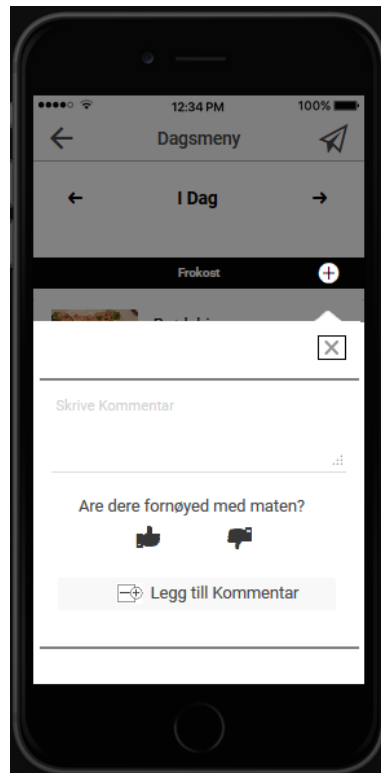 12:34 PM
100%
Dagsmeny
I Dag
Frokost
Skrive Kommentar
Are dere fornøyed med maten?
Legg till Kommentar